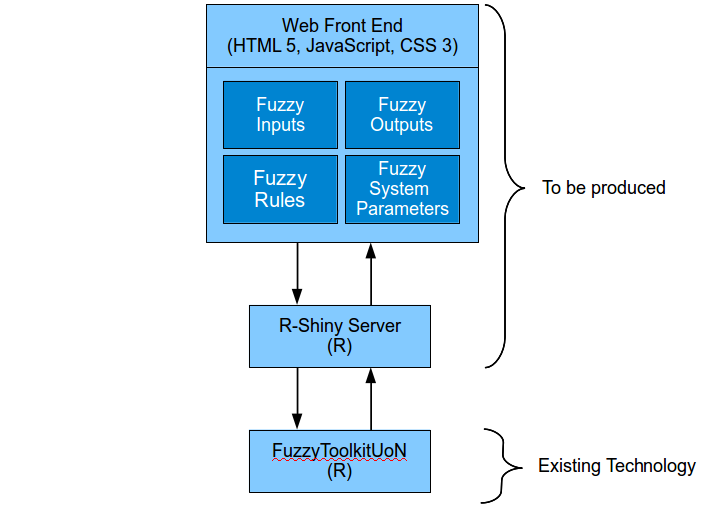 Web Front End
(HTML 5, JavaScript, CSS 3)
Fuzzy
Inputs
Fuzzy
Outputs
Fuzzy
Rules
Fuzzy
System
Parameters
To be produced
R-Shiny Server
(R)
FuzzyToolkitUoN
(R)
Existing Technology